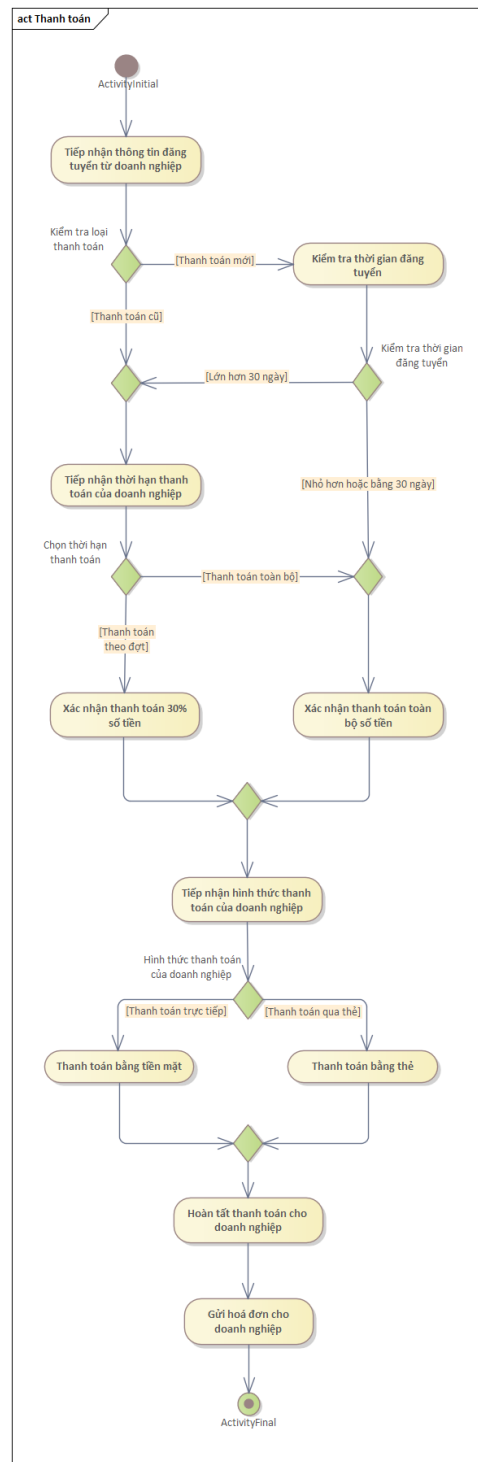 act Thanh toán
ActivityInitial
Tiếp nhận thông tin đăng
tuyển từ doanh nghiệp
Kiểm tra loại
thanh toán
[Thanh toán mới]
Kiểm tra thời gian đăng
tuyển
[Thanh toán cũ]
Kiểm tra thời gian
đăng tuyển
[Lớn hơn 30 ngày]
Tiếp nhận thời hạn thanh
toán của doanh nghiệp
[Nhỏ hơn hoặc bằng 30 ngày]
Chọn thời hạn
thanh toán
[Thanh toán toàn bộ]
[Thanh toán
theo đợt]
Xác nhận thanh toán 30%
số tiền
Xác nhận thanh toán toàn
bộ số tiền
Tiếp nhận hình thức thanh
toán của doanh nghiệp
Hình thức thanh toán
của doanh nghiệp
[Thanh toán trực tiếp]
[Thanh toán qua thẻ]
Thanh toán bằng tiền mặt
Thanh toán bằng thẻ
Hoàn tất thanh toán cho
doanh nghiệp
Gửi hoá đơn cho
doanh nghiệp
ActivityFinal